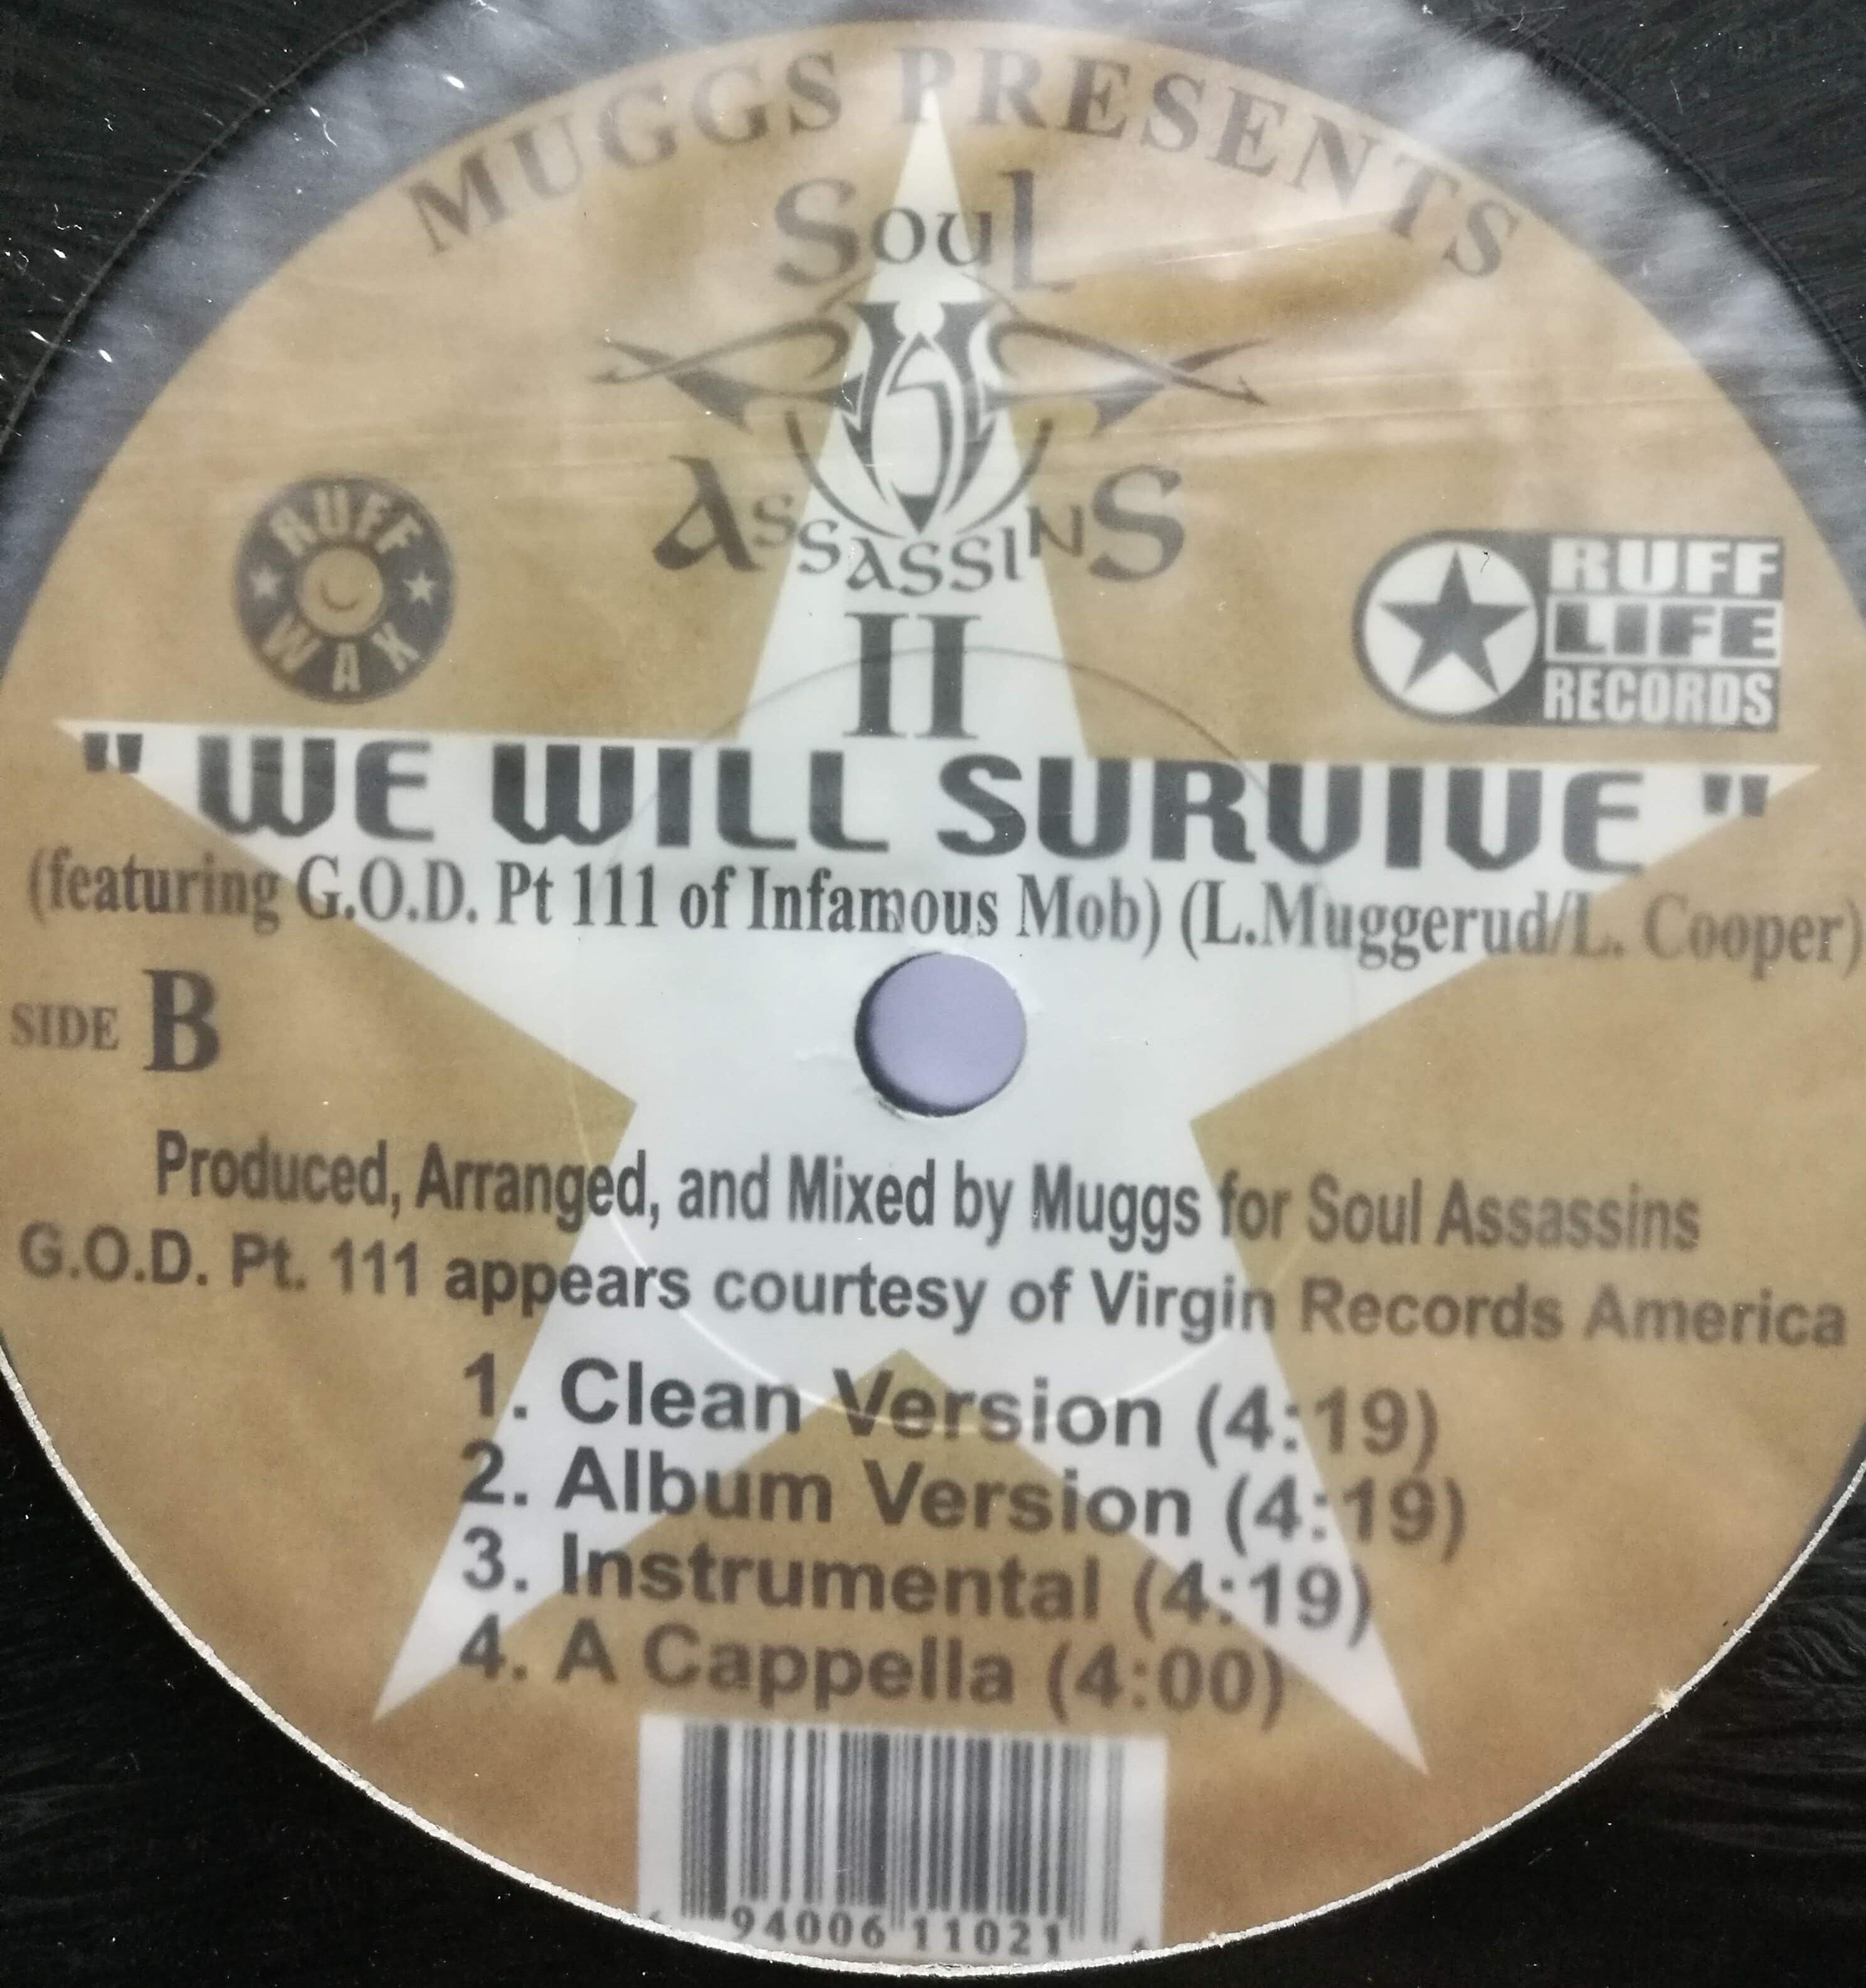 MUGGS PRESENTS
Soul
ASSASSINS
II
RUFF
WAX
RUFF
LIFE
RECORDS
" WE WILL SURVIVE "
(featuring G.O.D. Pt 111 of Infamous Mob) (L.Muggerud/L. Cooper)
SIDE B
Produced, Arranged, and Mixed by Muggs for Soul Assassins
G.O.D. Pt. 111 appears courtesy of Virgin Records America
1. Clean Version (4:19)
2. Album Version (4:19)
3. Instrumental (4:19)
4. A Cappella (4:00)
94006 11021